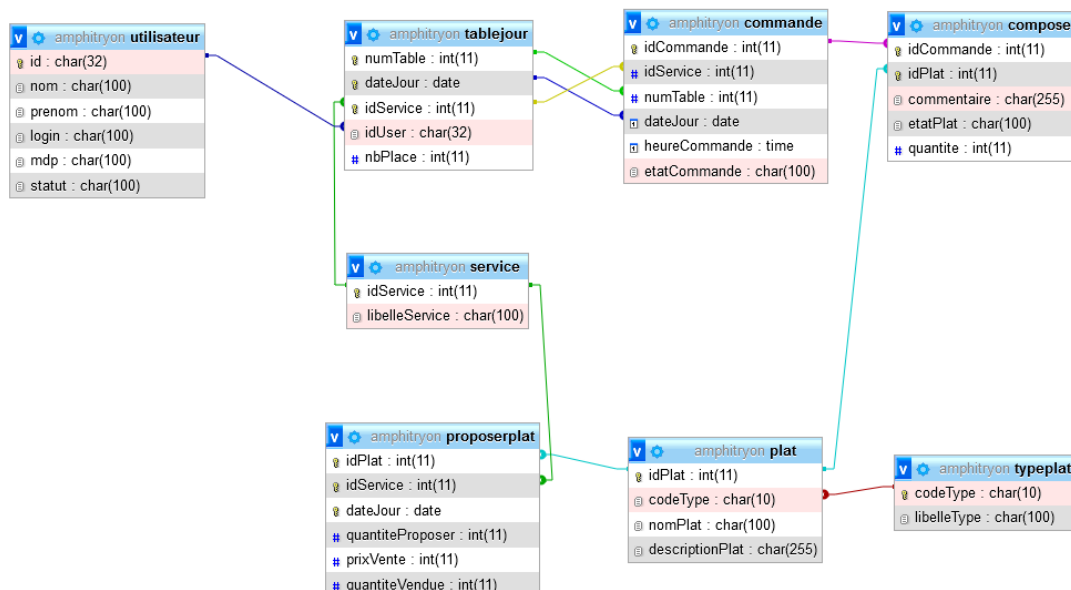 v amphitryon utilisateur
id : char(32)
nom : char(100)
prenom : char(100)
login : char(100)
mdp : char(100)
statut : char(100)
v amphitryon tablejour
numTable : int(11)
dateJour : date
idService : int(11)
idUser : char(32)
# nbPlace : int(11)
v amphitryon commande
idCommande : int(11)
# idService : int(11)
# numTable : int(11)
dateJour : date
heureCommande : time
etatCommande : char(100)
v amphitryon compose
idCommande : int(11)
idPlat : int(11)
commentaire : char(255)
etatPlat : char(100)
# quantite : int(11)
v amphitryon service
idService : int(11)
libelleService : char(100)
v amphitryon proposerplat
idPlat : int(11)
idService : int(11)
dateJour : date
# quantiteProposer : int(11)
# prixVente : int(11)
# quantiteVendue : int(11)
v amphitryon plat
idPlat : int(11)
codeType : char(10)
nomPlat : char(100)
descriptionPlat : char(255)
v amphitryon typeplat
codeType : char(10)
libelleType : char(100)